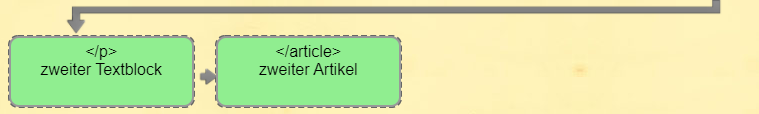 </p>
zweiter Textblock
</article>
zweiter Artikel